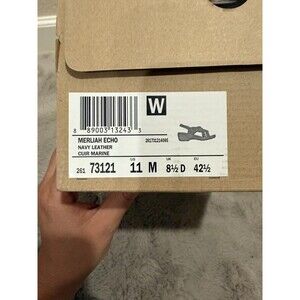 W
8 89003 13243 3
MERLIAH ECHO
NAVY LEATHER
CUIR MARINE
261 73121 11 M UK 8½ D EU 42½